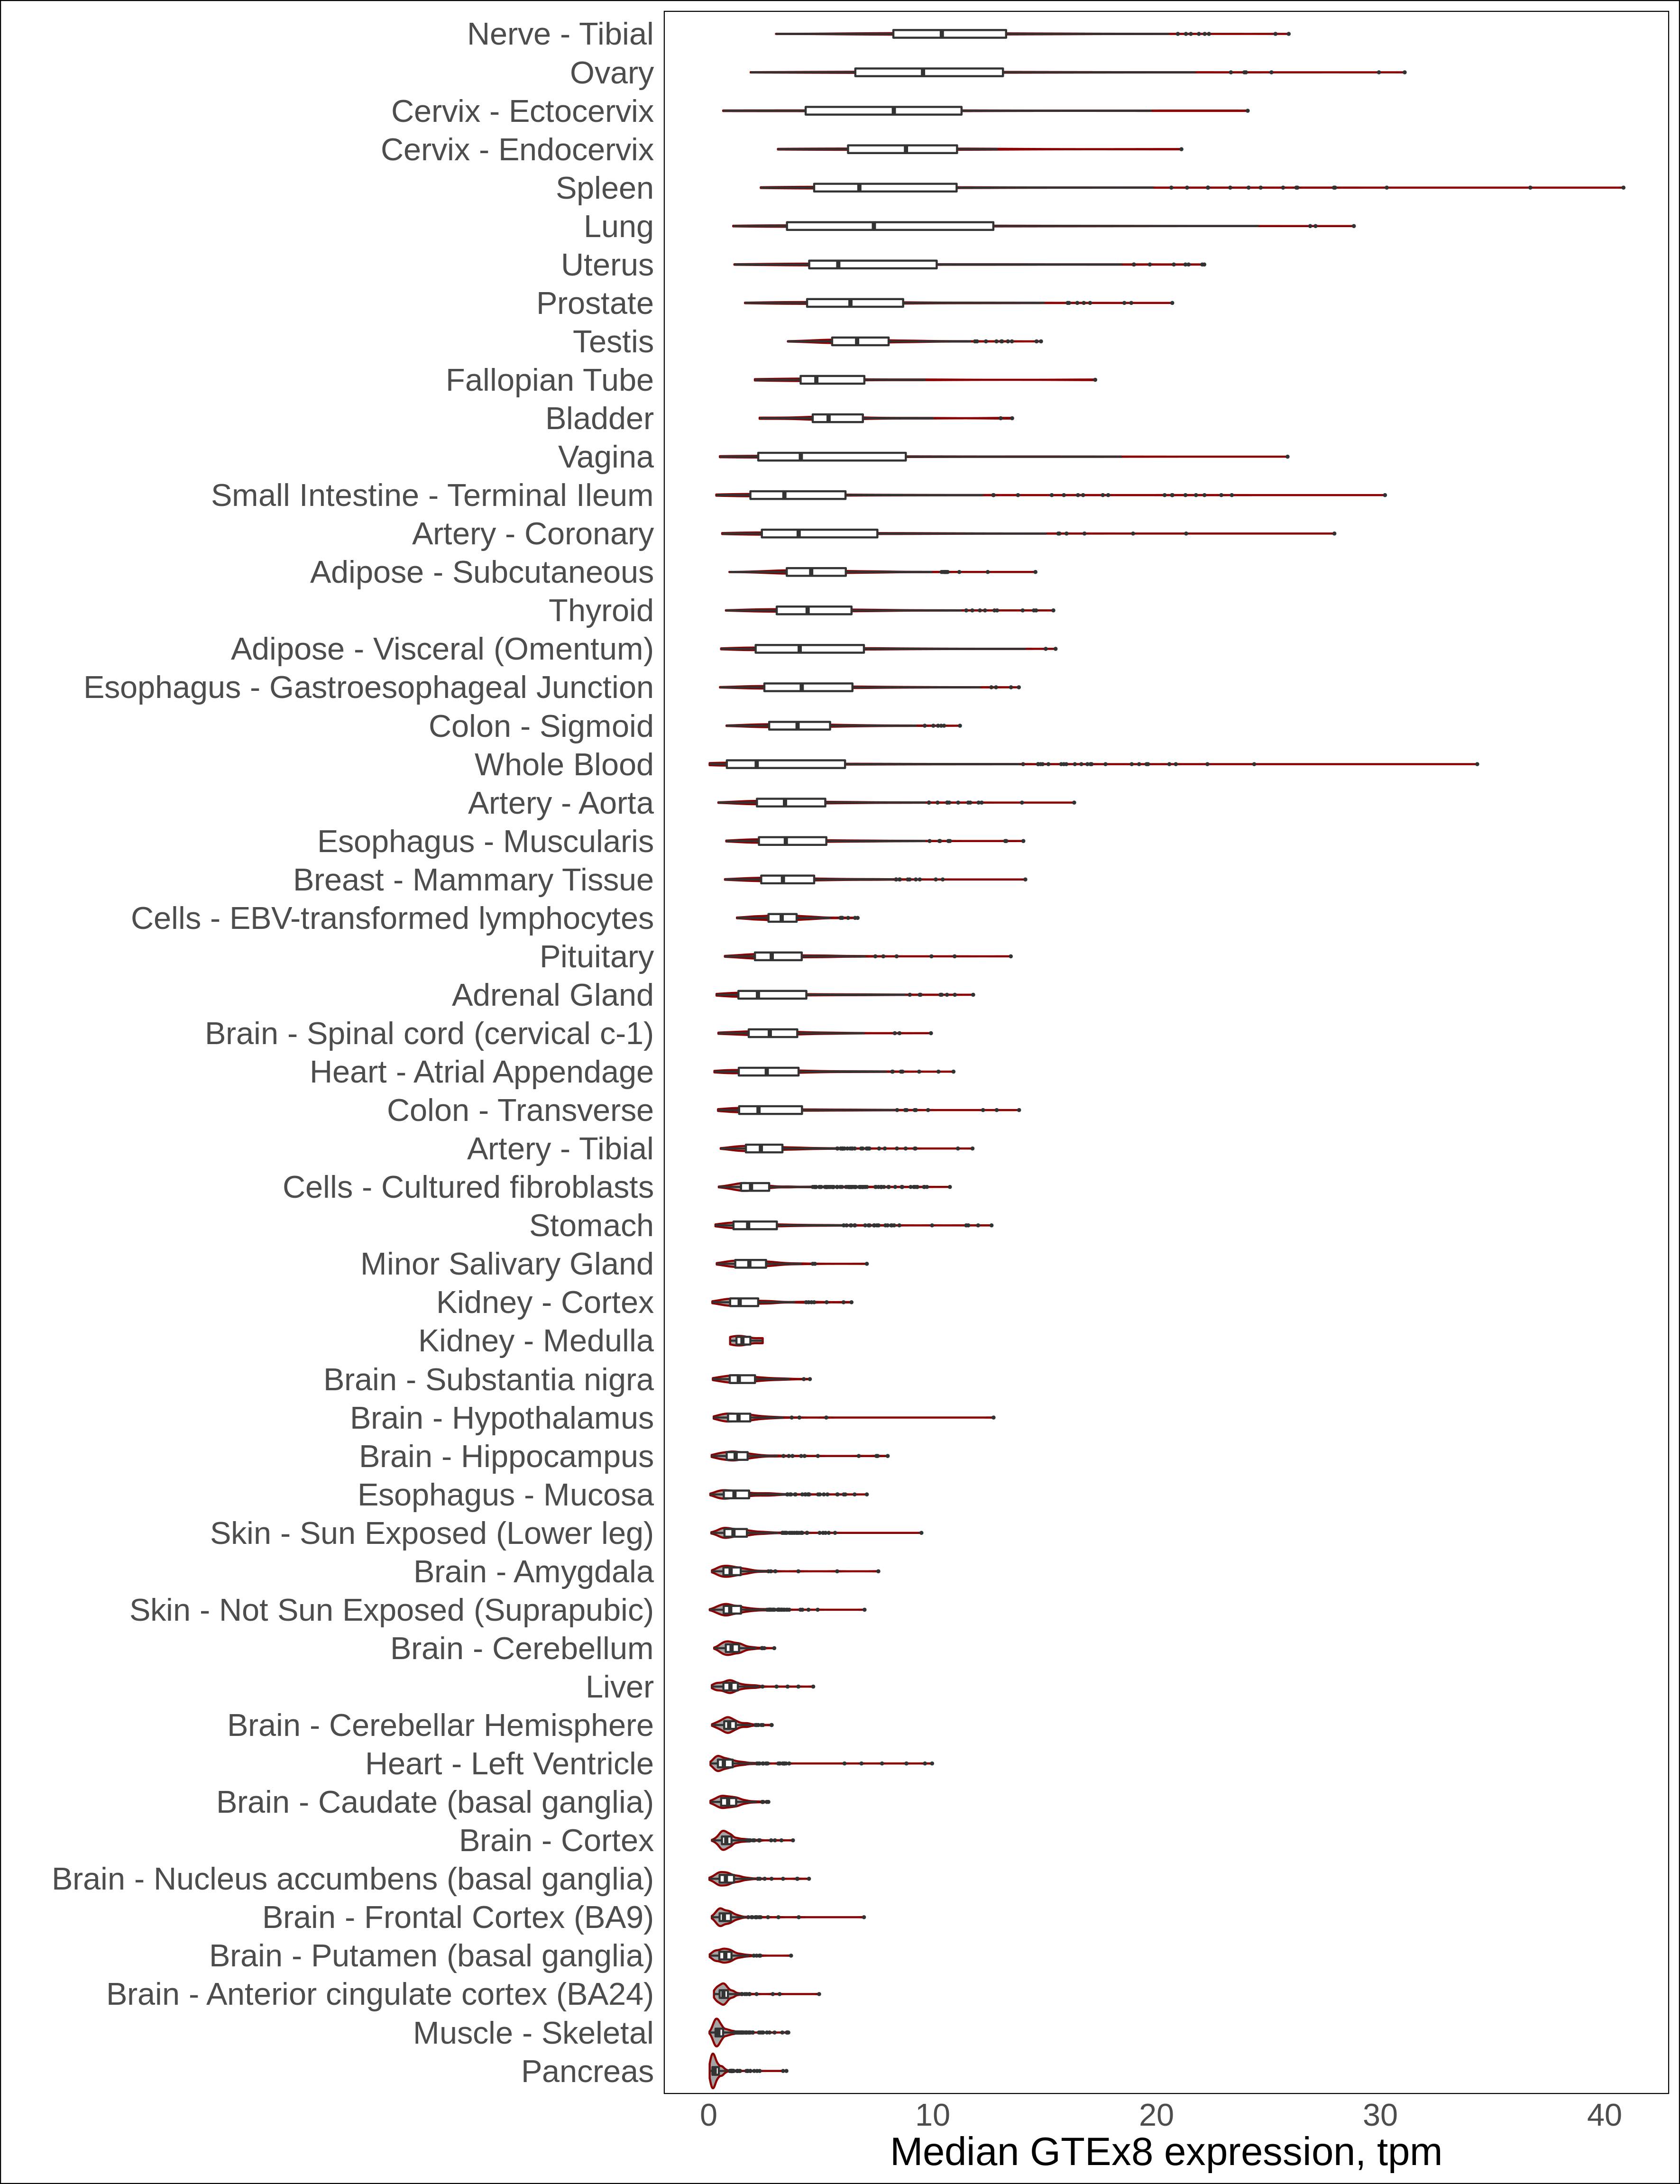 Nerve - Tibial
Ovary
Cervix - Ectocervix
Cervix - Endocervix
Spleen
Lung
Uterus
Prostate
Testis
Fallopian Tube
Bladder
Vagina
Small Intestine - Terminal Ileum
Artery - Coronary
Adipose - Subcutaneous
Thyroid
Adipose - Visceral (Omentum)
Esophagus - Gastroesophageal Junction
Colon - Sigmoid
Whole Blood
Artery - Aorta
Esophagus - Muscularis
Breast - Mammary Tissue
Cells - EBV-transformed lymphocytes
Pituitary
Adrenal Gland
Brain - Spinal cord (cervical c-1)
Heart - Atrial Appendage
Colon - Transverse
Artery - Tibial
Cells - Cultured fibroblasts
Stomach
Minor Salivary Gland
Kidney - Cortex
Kidney - Medulla
Brain - Substantia nigra
Brain - Hypothalamus
Brain - Hippocampus
Esophagus - Mucosa
Skin - Sun Exposed (Lower leg)
Brain - Amygdala
Skin - Not Sun Exposed (Suprapubic)
Brain - Cerebellum
Liver
Brain - Cerebellar Hemisphere
Heart - Left Ventricle
Brain - Caudate (basal ganglia)
Brain - Cortex
Brain - Nucleus accumbens (basal ganglia)
Brain - Frontal Cortex (BA9)
Brain - Putamen (basal ganglia)
Brain - Anterior cingulate cortex (BA24)
Muscle - Skeletal
Pancreas
0 10 20 30 40
Median GTEx8 expression, tpm